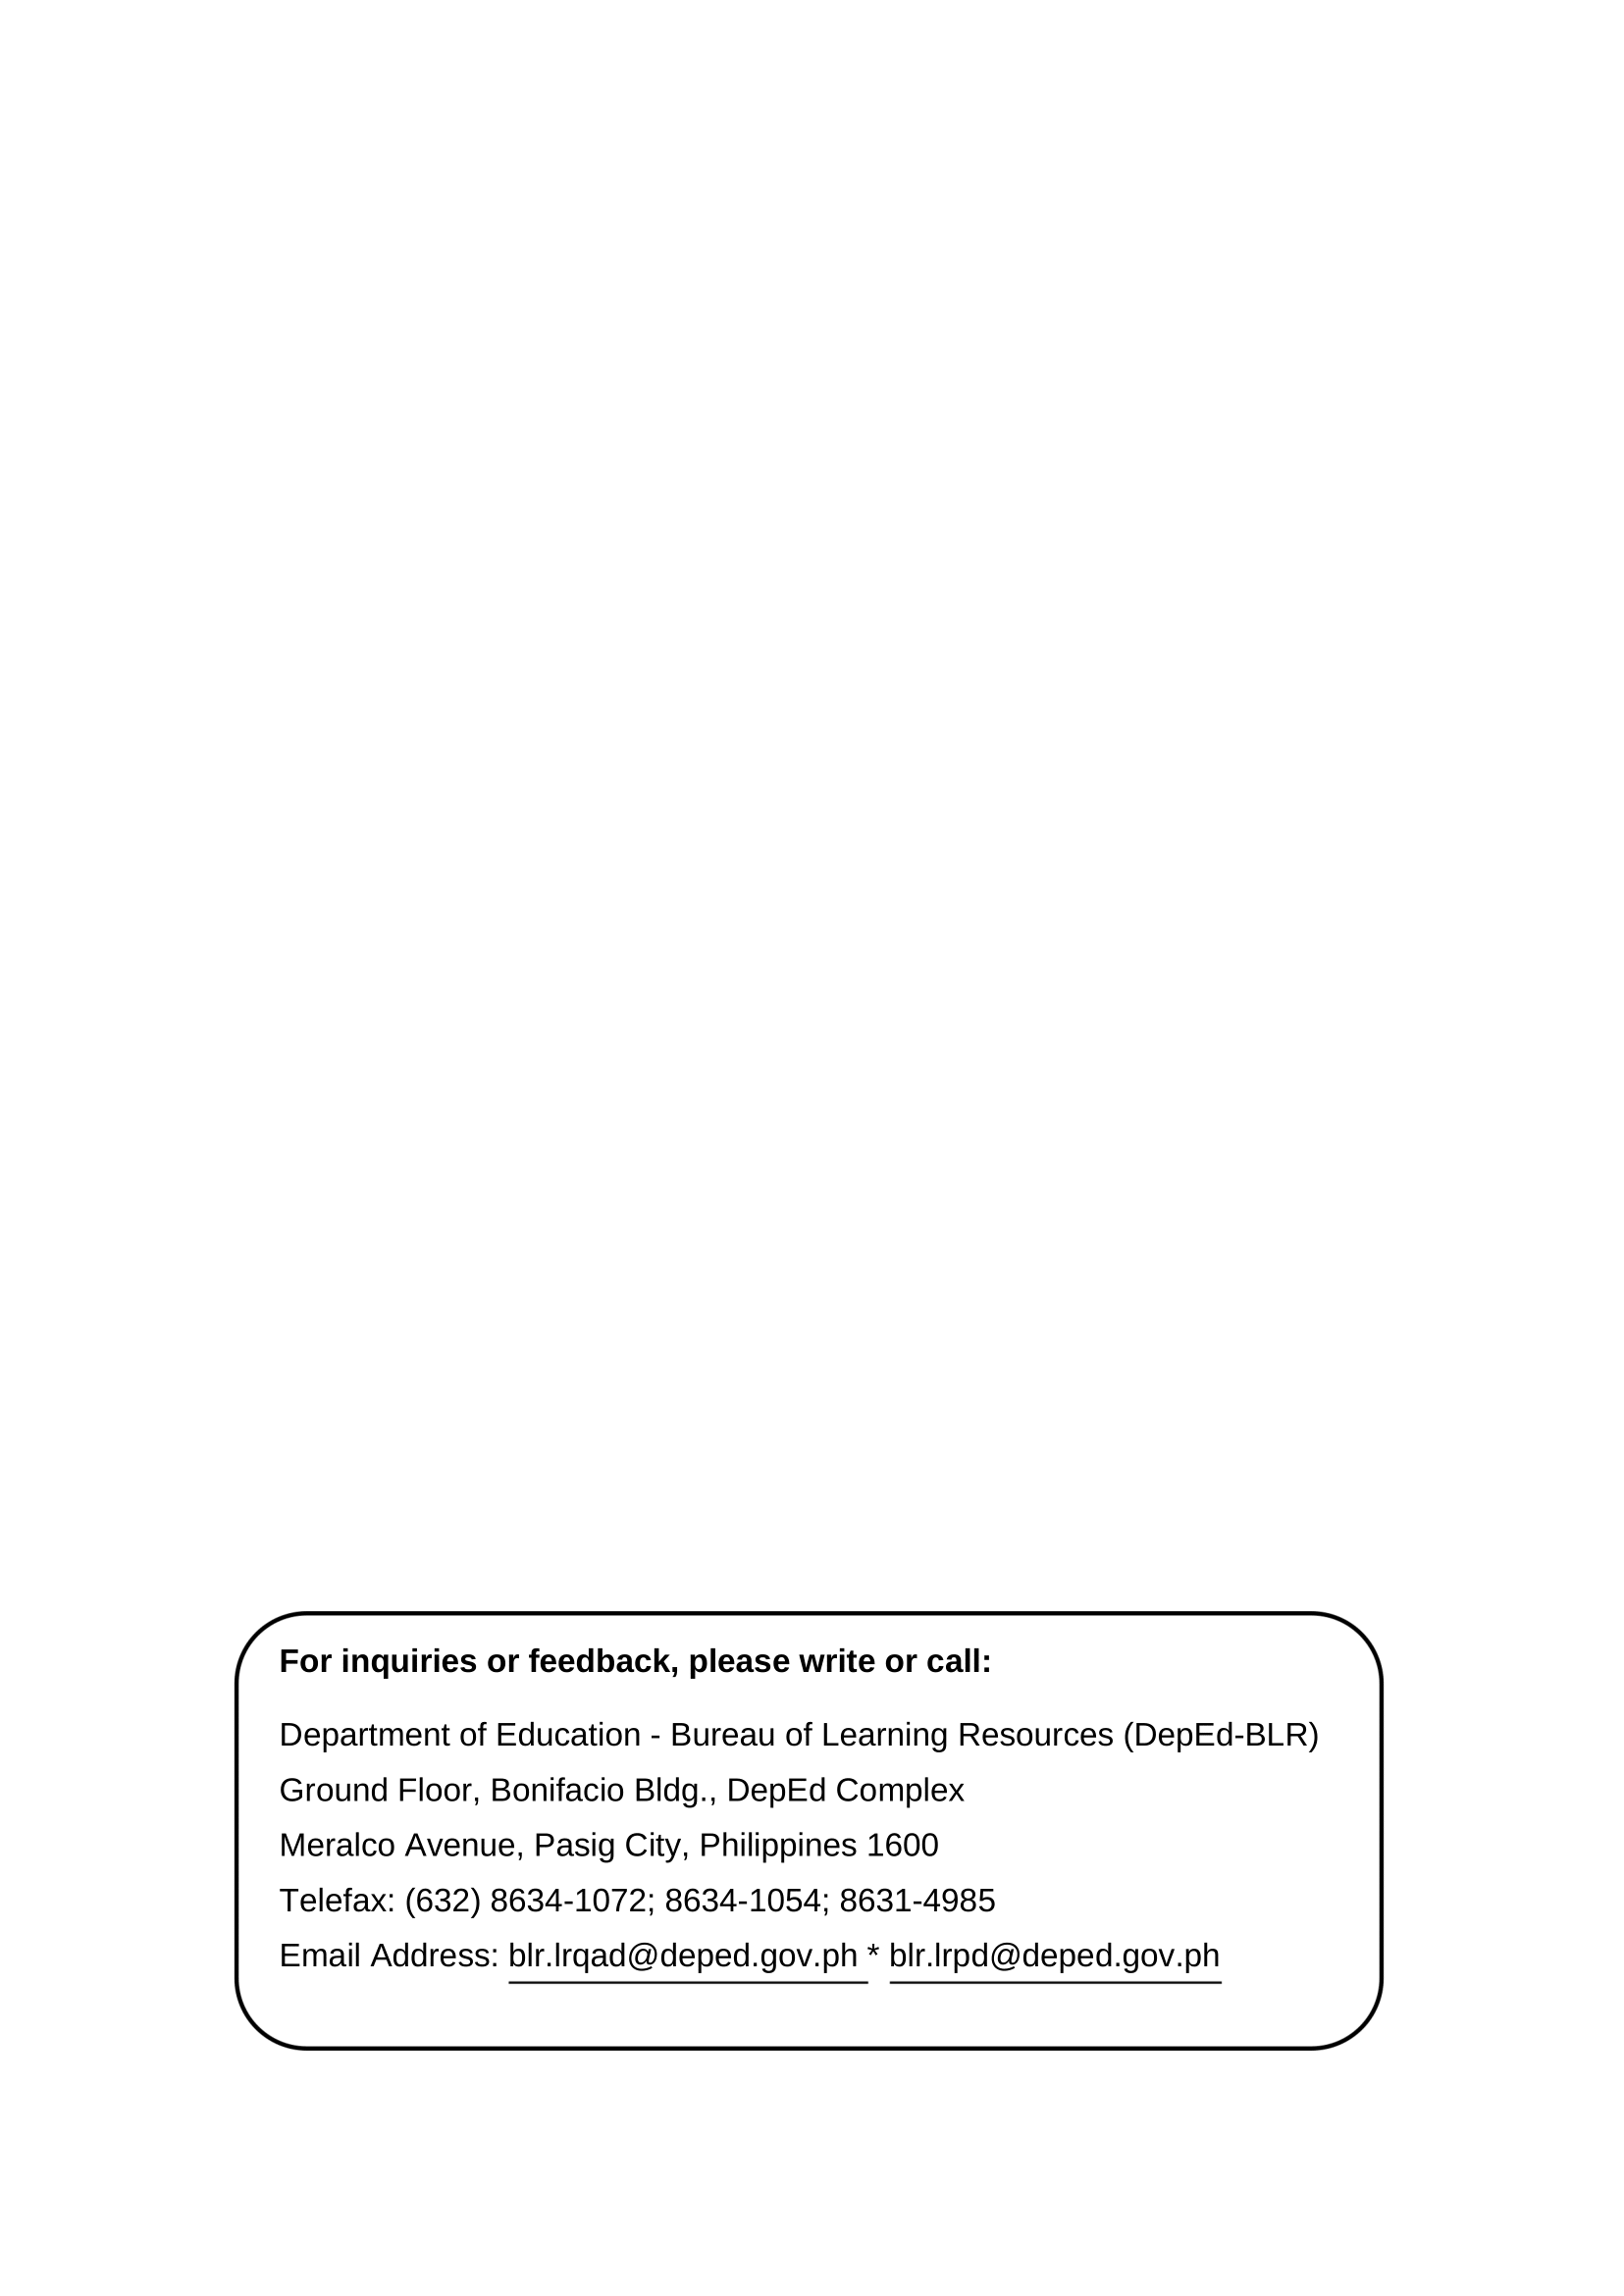 For inquiries or feedback, please write or call:
Department of Education - Bureau of Learning Resources (DepEd-BLR)
Ground Floor, Bonifacio Bldg., DepEd Complex
Meralco Avenue, Pasig City, Philippines 1600
Telefax: (632) 8634-1072; 8634-1054; 8631-4985
Email Address: blr.lrqad@deped.gov.ph * blr.lrpd@deped.gov.ph